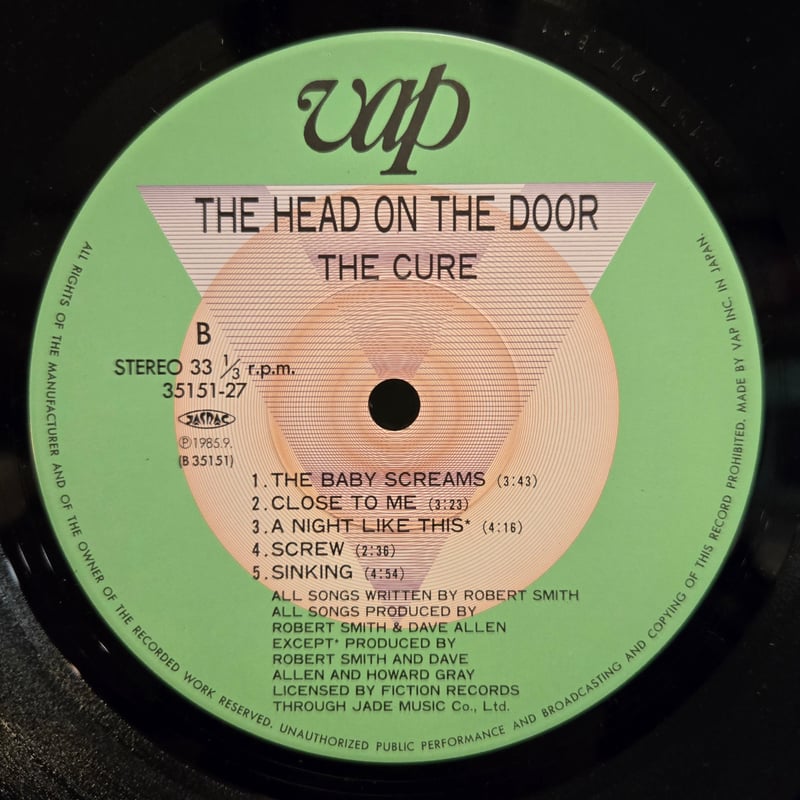 vap
THE HEAD ON THE DOOR
THE CURE
B
STEREO 33 1/3 r.p.m.
35151-27
JASRAC
Ⓟ1985.9.
(B 35151)
1. THE BABY SCREAMS (3:43)
2. CLOSE TO ME (3:23)
3. A NIGHT LIKE THIS* (4:16)
4. SCREW (2:36)
5. SINKING (4:54)
ALL SONGS WRITTEN BY ROBERT SMITH
ALL SONGS PRODUCED BY
ROBERT SMITH & DAVE ALLEN
EXCEPT* PRODUCED BY
ROBERT SMITH AND DAVE
ALLEN AND HOWARD GRAY
LICENSED BY FICTION RECORDS
THROUGH JADE MUSIC Co., Ltd.
ALL RIGHTS OF THE MANUFACTURER AND OF THE OWNER OF THE RECORDED WORK RESERVED. UNAUTHORIZED PUBLIC PERFORMANCE AND BROADCASTING AND COPYING OF THIS RECORD PROHIBITED. MADE BY VAP INC. IN JAPAN.